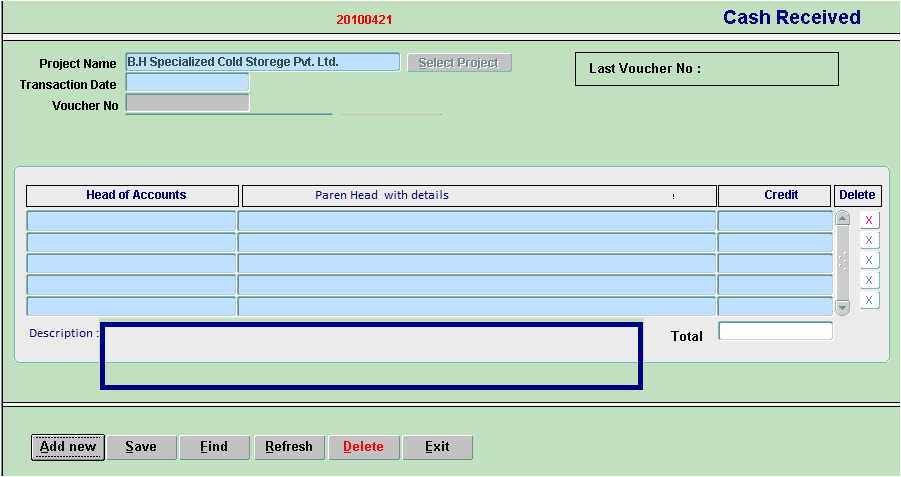 20100421
Cash Received
Project Name B.H Specialized Cold Storege Pvt. Ltd. Select Project
Last Voucher No :
Transaction Date
Voucher No
Head of Accounts Paren Head with details Credit Delete
X
X
X
X
X
Description : Total
Add new Save Find Refresh Delete Exit